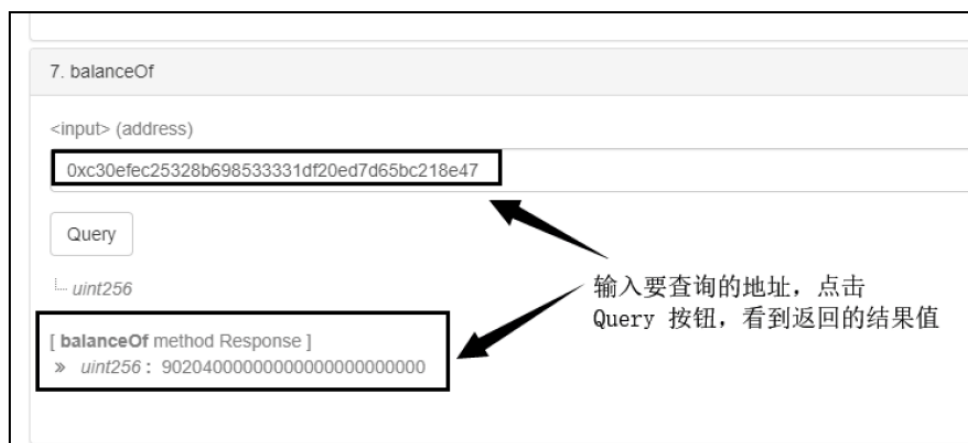 7. balanceOf
<input> (address)
0xc30efec25328b698533331df20ed7d65bc218e47
Query
uint256
输入要查询的地址，点击
Query 按钮，看到返回的结果值
[ balanceOf method Response ]
» uint256 : 902040000000000000000000000